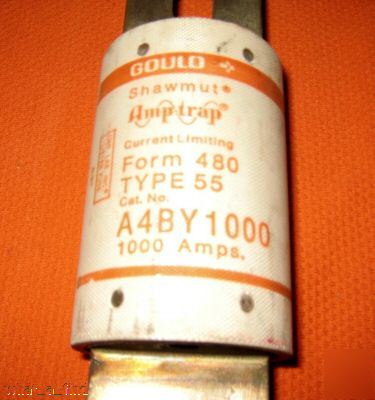 GOULD
Shawmut®
Amp-trap®
Current Limiting
Form 480
TYPE 55
Cat. No.
A4BY1000
1000 Amps.